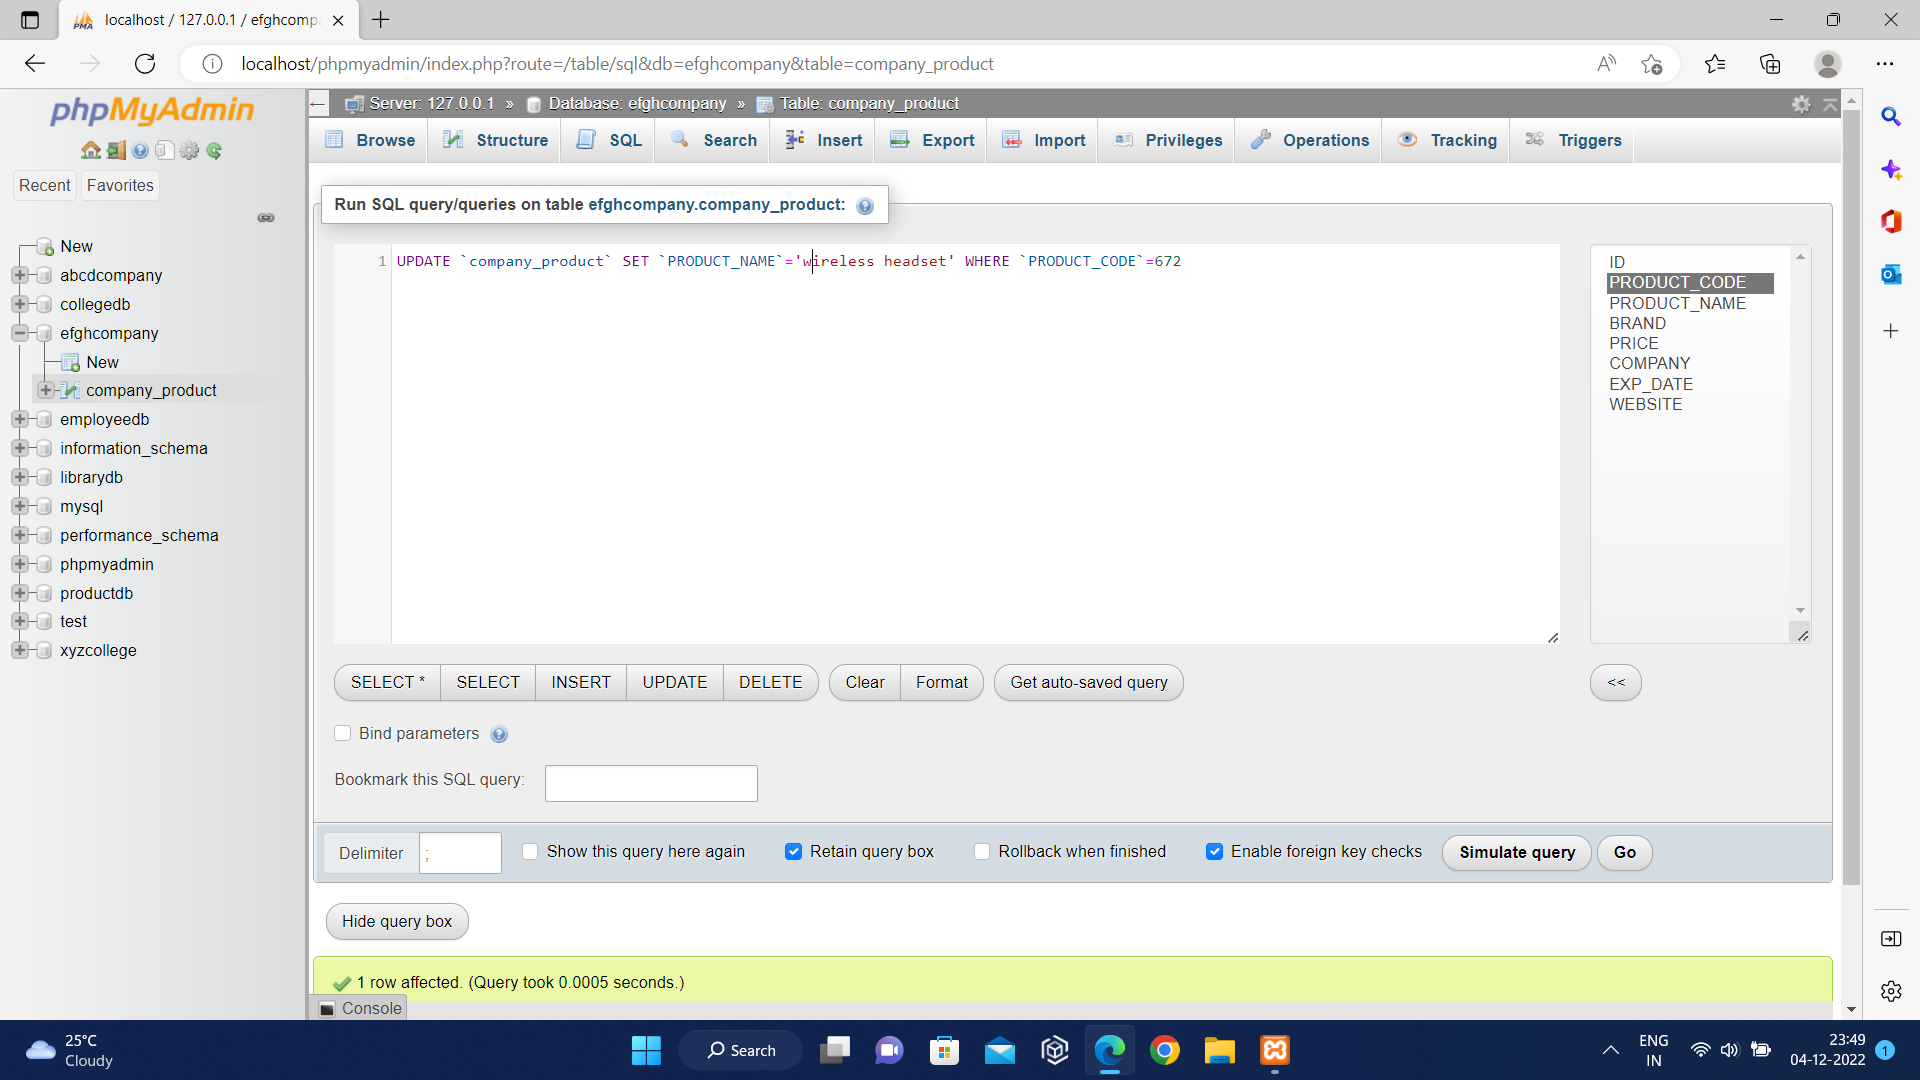 PMA localhost / 127.0.0.1 / efghcomp
localhost/phpmyadmin/index.php?route=/table/sql&db=efghcompany&table=company_product
phpMyAdmin
Recent Favorites
New
abcdcompany
collegedb
efghcompany
New
company_product
employeedb
information_schema
librarydb
mysql
performance_schema
phpmyadmin
productdb
test
xyzcollege
Server: 127.0.0.1 » Database: efghcompany » Table: company_product
Browse Structure SQL Search Insert Export Import Privileges Operations Tracking Triggers
Run SQL query/queries on table efghcompany.company_product:
1 UPDATE `company_product` SET `PRODUCT_NAME`='wireless headset' WHERE `PRODUCT_CODE`=672
ID
PRODUCT_CODE
PRODUCT_NAME
BRAND
PRICE
COMPANY
EXP_DATE
WEBSITE
SELECT * SELECT INSERT UPDATE DELETE Clear Format Get auto-saved query <<
Bind parameters
Bookmark this SQL query:
Delimiter ; Show this query here again Retain query box Rollback when finished Enable foreign key checks Simulate query Go
Hide query box
1 row affected. (Query took 0.0005 seconds.)
Console
25°C
Cloudy
Search
ENG
IN
23:49
04-12-2022
1